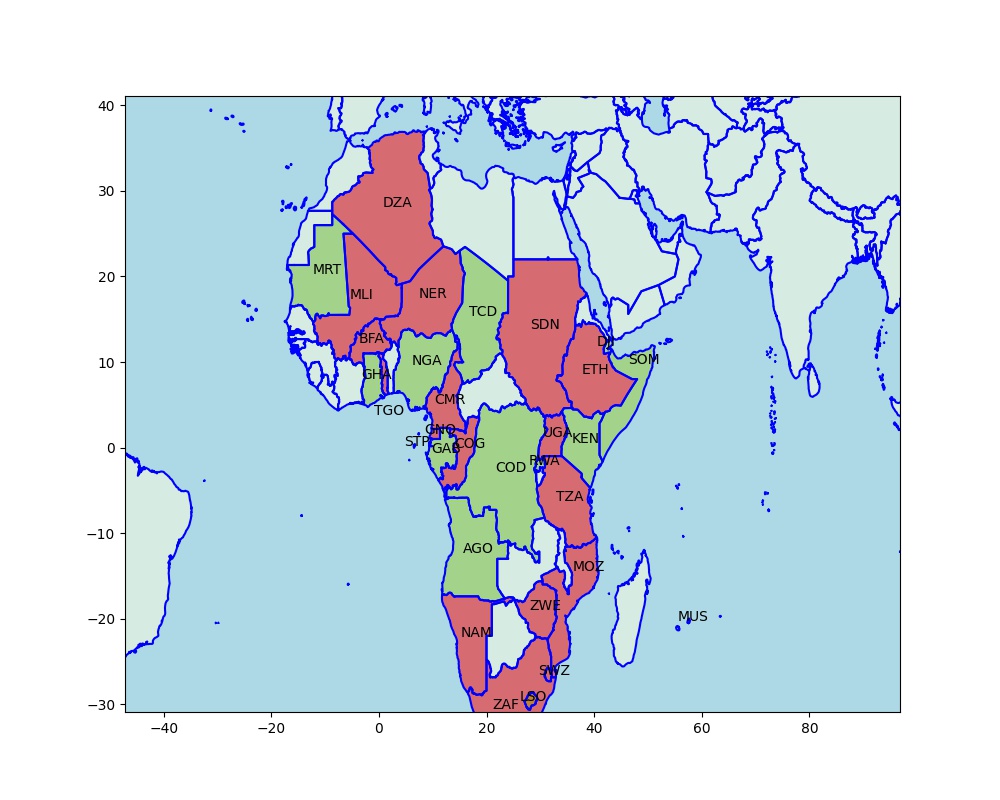 40
30
20
10
0
−10
−20
−30
−40
−20
0
20
40
60
80
DZA
MRT
MLI
NER
TCD
SDN
BFA
DJI
GHA
NGA
ETH
SOM
TGO
CMR
GNQ
STP
GAB
COG
UGA
KEN
COD
RWA
TZA
AGO
MOZ
ZWE
MUS
NAM
SWZ
LSO
ZAF